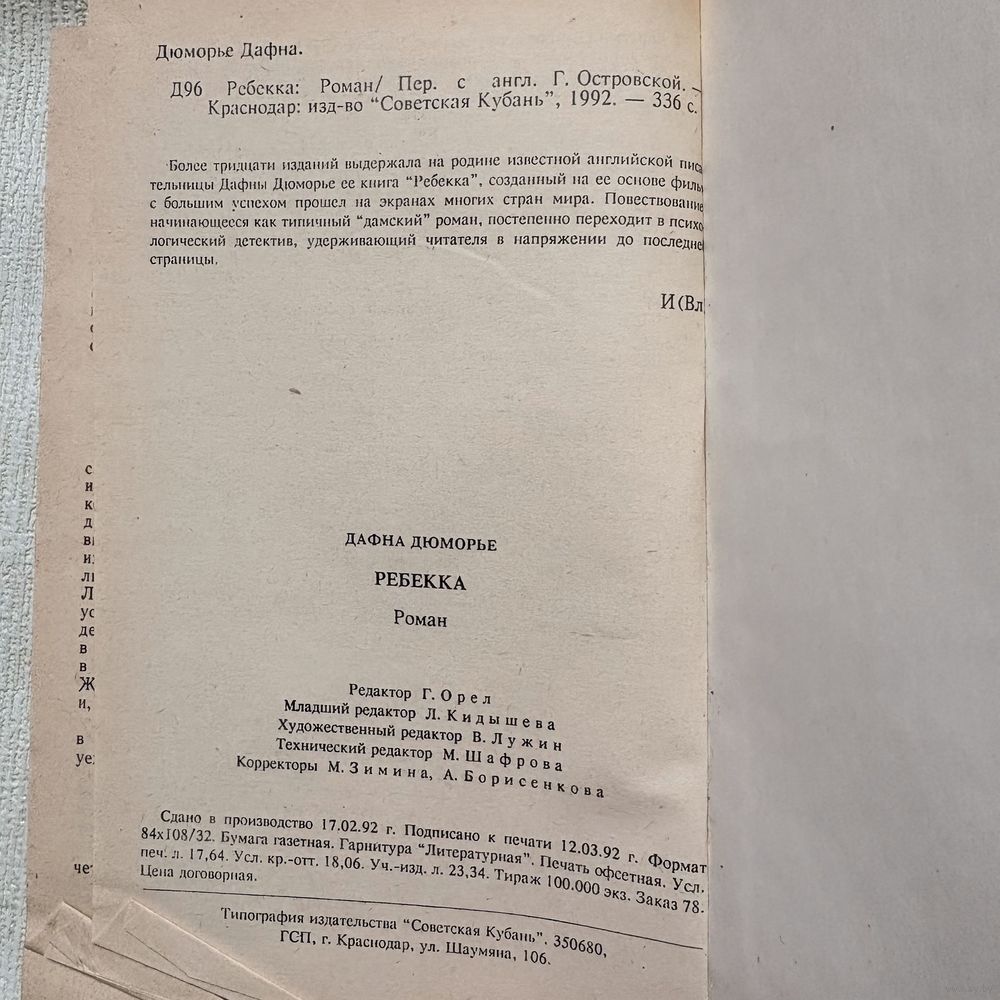 Дюморье Дафна.
Д96 Ребекка: Роман/ Пер. с англ. Г. Островской. —
Краснодар: изд-во “Советская Кубань”, 1992. — 336 с.
Более тридцати изданий выдержала на родине известной английской писа
тельницы Дафны Дюморье ее книга “Ребекка”, созданный на ее основе филь
с большим успехом прошел на экранах многих стран мира. Повествование
начинающееся как типичный “дамский” роман, постепенно переходит в психо
логический детектив, удерживающий читателя в напряжении до последне
страницы.
И(Вл
с
и
к
д
в
и
л
Л
ус
де
в
в
Ж
и,
в
уе
че
ДАФНА ДЮМОРЬЕ
РЕБЕККА
Роман
Редактор Г. Орел
Младший редактор Л. Кидышева
Художественный редактор В. Лужин
Технический редактор М. Шафрова
Корректоры М. Зимина, А. Борисенкова
Сдано в производство 17.02.92 г. Подписано к печати 12.03.92 г. Формат
84х108/32. Бумага газетная. Гарнитура “Литературная”. Печать офсетная. Усл.
печ. л. 17,64. Усл. кр.-отт. 18,06. Уч.-изд. л. 23,34. Тираж 100.000 экз. Заказ 78.
Цена договорная.
Типография издательства “Советская Кубань”. 350680,
ГСП, г. Краснодар, ул. Шаумяна, 106.